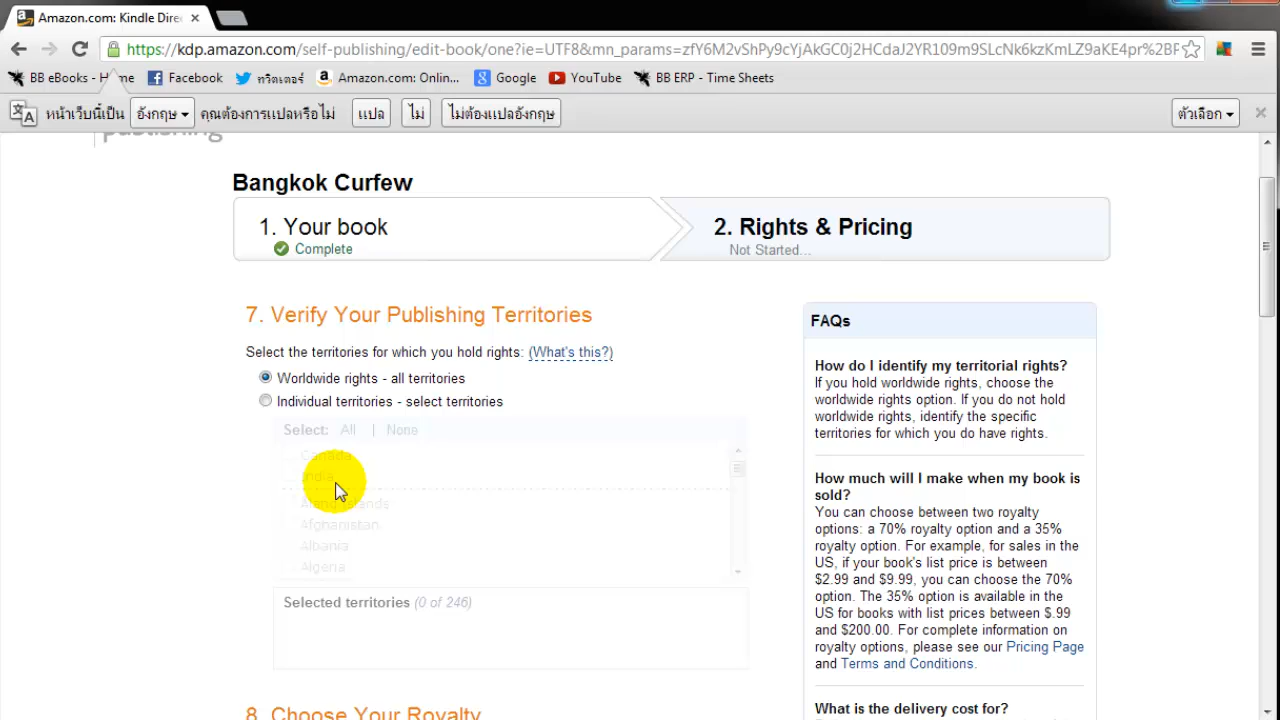 Amazon.com: Kindle Dire
https://kdp.amazon.com/self-publishing/edit-book/one?ie=UTF8&mn_params=zfY6M2vShPy9cYjAkGC0j2HCdaJ2YR109m9SLcNk6kzKmLZ9aKE4pr%2BF
BB eBooks - Home
Facebook
ทวิตเตอร์
Amazon.com: Onlin...
Google
YouTube
BB ERP - Time Sheets
หน้าเว็บนี้เป็น อังกฤษ คุณต้องการแปลหรือไม่ แปล ไม่ ไม่ต้องแปลอังกฤษ ตัวเลือก
publishing
Bangkok Curfew
1. Your book
Complete
2. Rights & Pricing
Not Started...
7. Verify Your Publishing Territories
Select the territories for which you hold rights: (What's this?)
Worldwide rights - all territories
Individual territories - select territories
Select: All | None
Canada
India
Aland Islands
Afghanistan
Albania
Algeria
Selected territories (0 of 246)
8. Choose Your Royalty
FAQs
How do I identify my territorial rights?
If you hold worldwide rights, choose the
worldwide rights option. If you do not hold
worldwide rights, identify the specific
territories for which you do have rights.
How much will I make when my book is
sold?
You can choose between two royalty
options: a 70% royalty option and a 35%
royalty option. For example, for sales in the
US, if your book's list price is between
$2.99 and $9.99, you can choose the 70%
option. The 35% option is available in the
US for books with list prices between $.99
and $200.00. For complete information on
royalty options, please see our Pricing Page
and Terms and Conditions.
What is the delivery cost for?